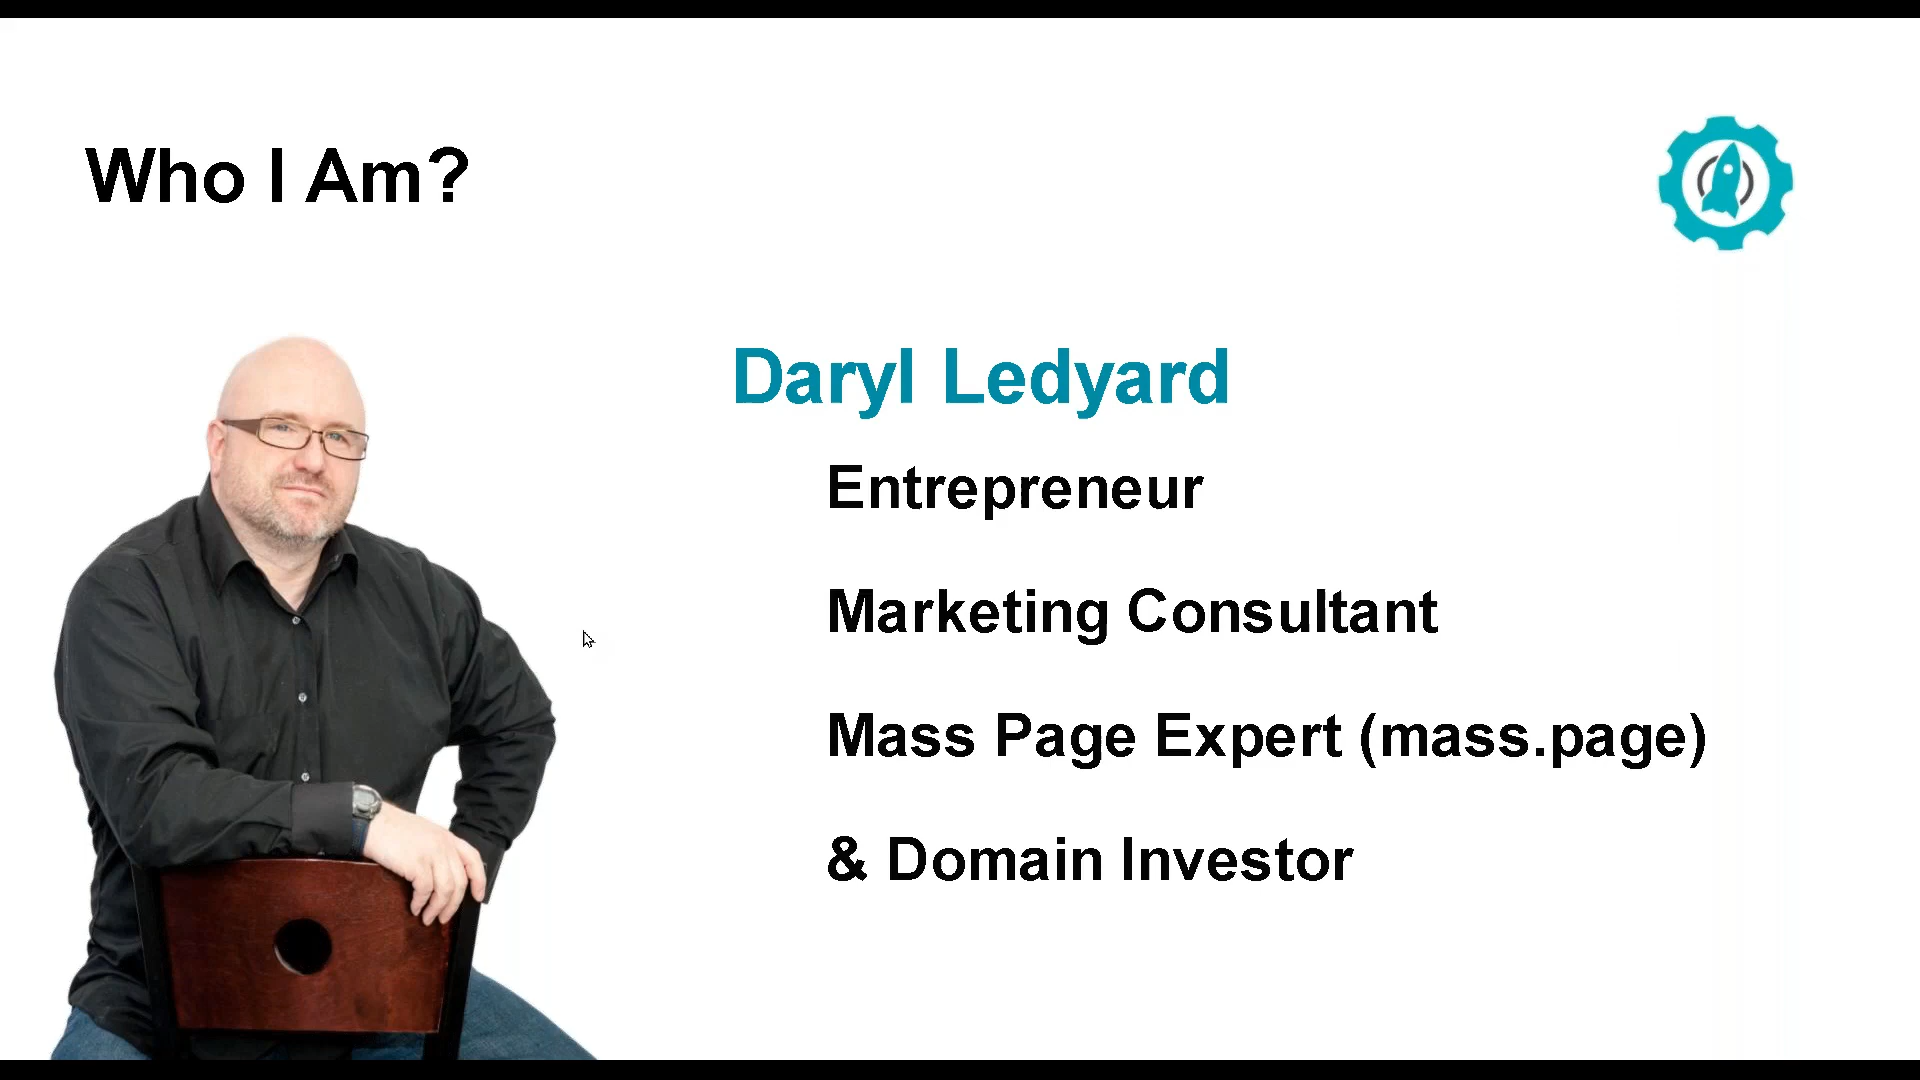 Who I Am?
Daryl Ledyard
Entrepreneur
Marketing Consultant
Mass Page Expert (mass.page)
& Domain Investor